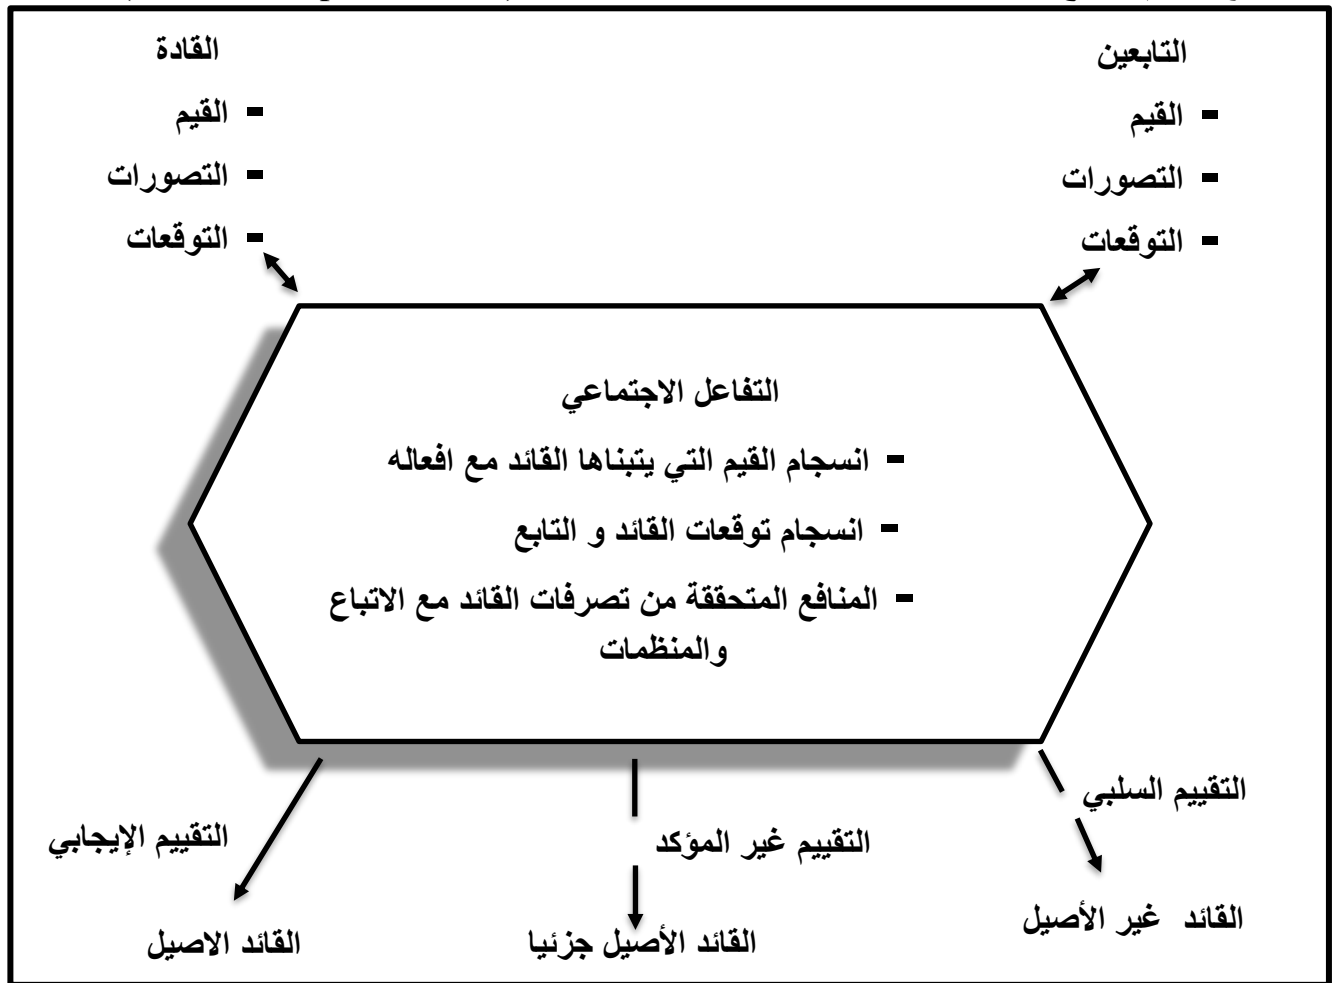 التابعين
- القيم
- التصورات
- التوقعات
القادة
- القيم
- التصورات
- التوقعات
التفاعل الاجتماعي
- انسجام القيم التي يتبناها القائد مع افعاله
- انسجام توقعات القائد و التابع
- المنافع المتحققة من تصرفات القائد مع الاتباع
والمنظمات
التقييم السلبي
القائد غير الأصيل
التقييم غير المؤكد
القائد الأصيل جزئيا
التقييم الإيجابي
القائد الاصيل